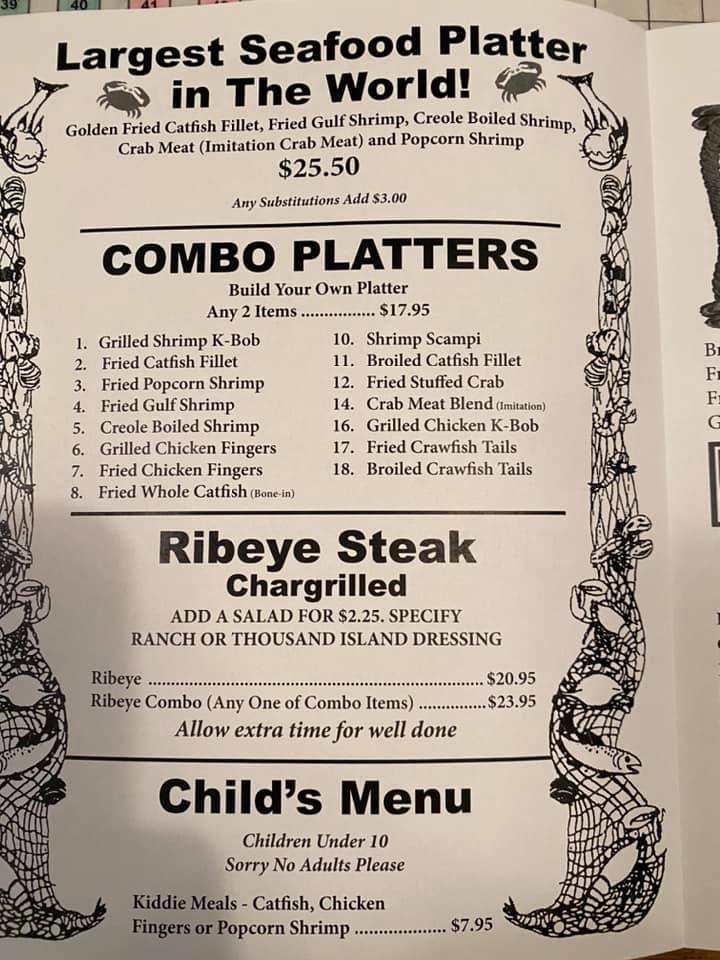 39 40 41
Largest Seafood Platter
in The World!
Golden Fried Catfish Fillet, Fried Gulf Shrimp, Creole Boiled Shrimp,
Crab Meat (Imitation Crab Meat) and Popcorn Shrimp
$25.50
Any Substitutions Add $3.00
COMBO PLATTERS
Build Your Own Platter
Any 2 Items ................ $17.95
1. Grilled Shrimp K-Bob
2. Fried Catfish Fillet
3. Fried Popcorn Shrimp
4. Fried Gulf Shrimp
5. Creole Boiled Shrimp
6. Grilled Chicken Fingers
7. Fried Chicken Fingers
8. Fried Whole Catfish (Bone-in)
10. Shrimp Scampi
11. Broiled Catfish Fillet
12. Fried Stuffed Crab
14. Crab Meat Blend (Imitation)
16. Grilled Chicken K-Bob
17. Fried Crawfish Tails
18. Broiled Crawfish Tails
Ribeye Steak
Chargrilled
ADD A SALAD FOR $2.25. SPECIFY
RANCH OR THOUSAND ISLAND DRESSING
Ribeye ................................................................ $20.95
Ribeye Combo (Any One of Combo Items) ...............$23.95
Allow extra time for well done
Child's Menu
Children Under 10
Sorry No Adults Please
Kiddie Meals - Catfish, Chicken
Fingers or Popcorn Shrimp .................... $7.95